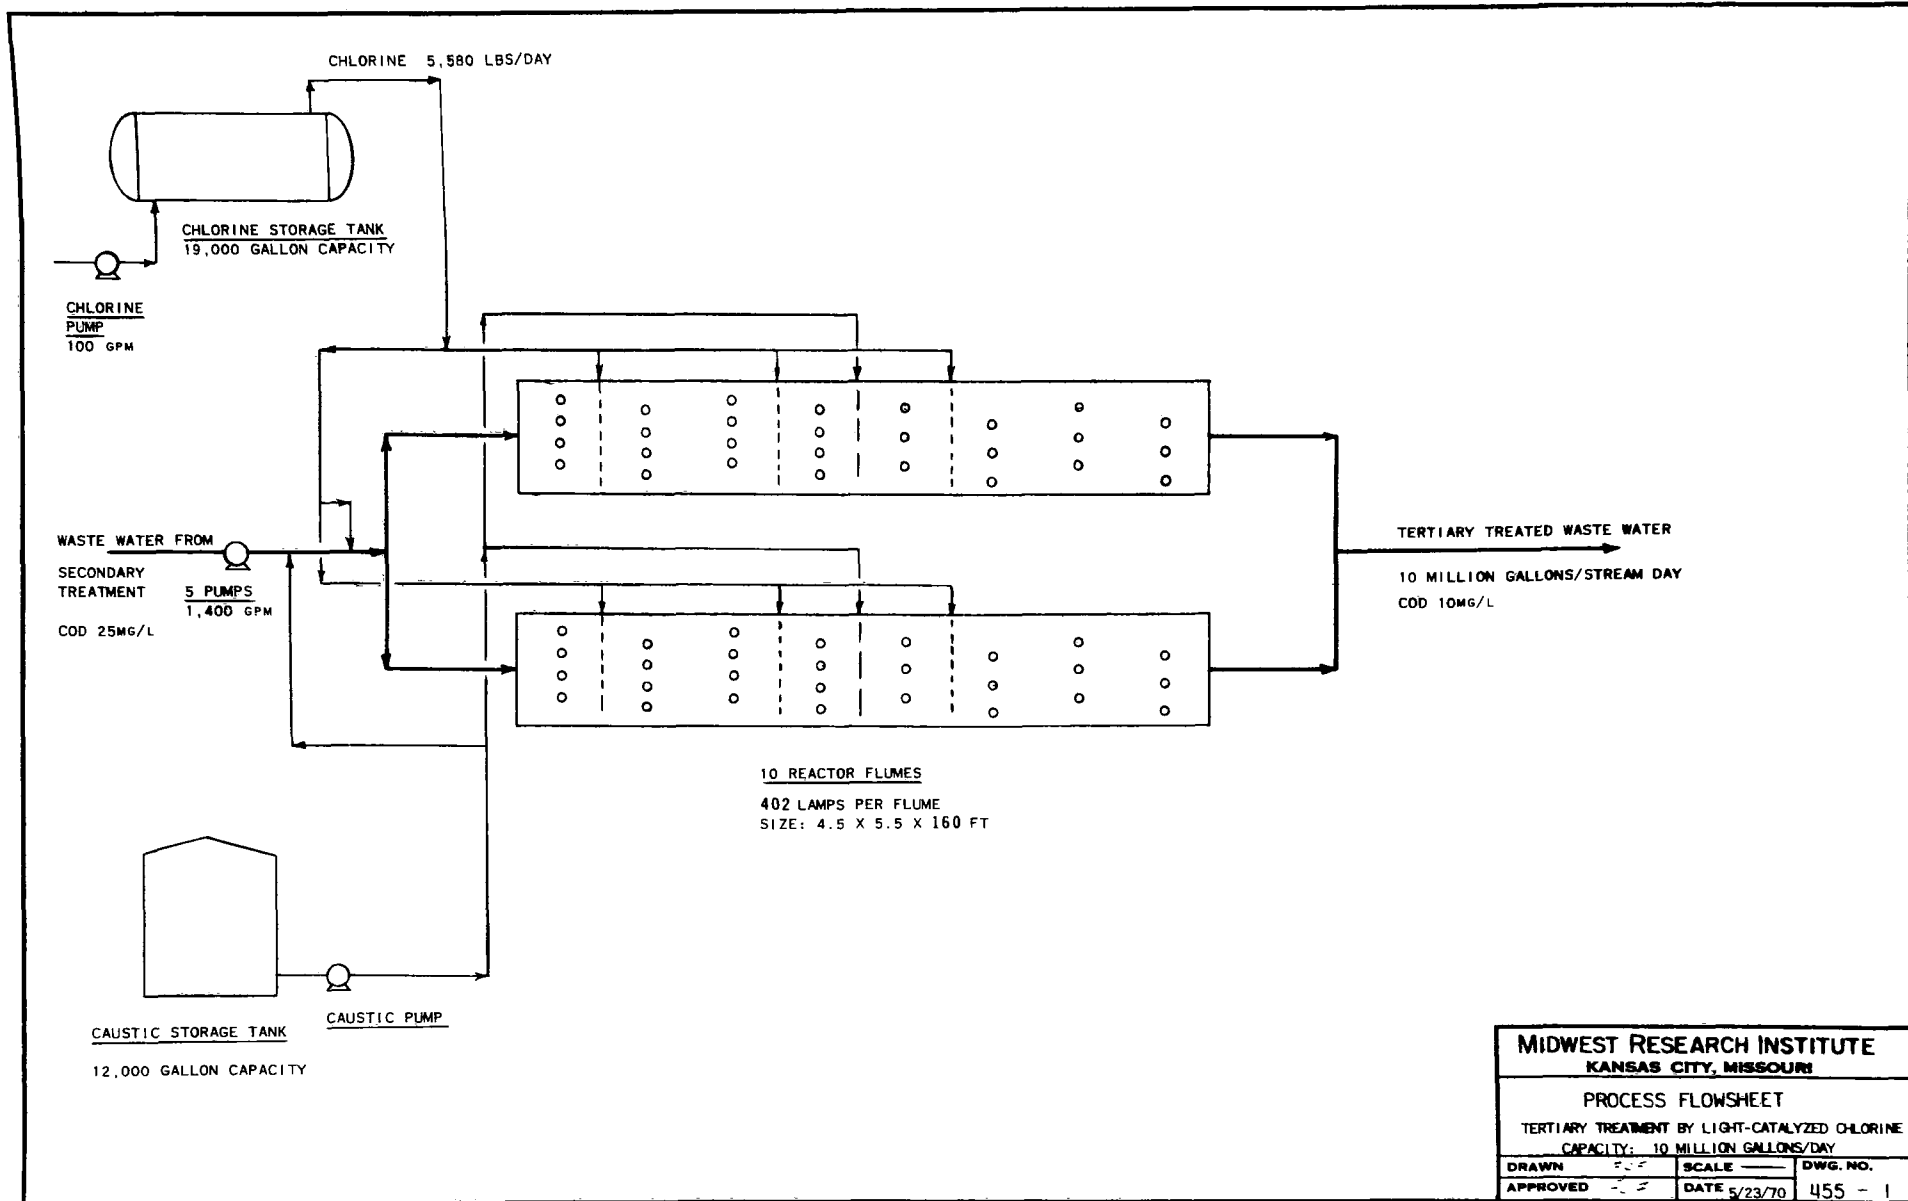 CHLORINE 5,580 LBS/DAY
CHLORINE STORAGE TANK
19,000 GALLON CAPACITY
CHLORINE
PUMP
100 GPM
WASTE WATER FROM
SECONDARY
TREATMENT
COD 25MG/L
5 PUMPS
1,400 GPM
TERTIARY TREATED WASTE WATER
10 MILLION GALLONS/STREAM DAY
COD 10MG/L
10 REACTOR FLUMES
402 LAMPS PER FLUME
SIZE: 4.5 X 5.5 X 160 FT
CAUSTIC STORAGE TANK
12,000 GALLON CAPACITY
CAUSTIC PUMP
MIDWEST RESEARCH INSTITUTE
KANSAS CITY, MISSOURI
PROCESS FLOWSHEET
TERTIARY TREATMENT BY LIGHT-CATALYZED CHLORINE
CAPACITY: 10 MILLION GALLONS/DAY
DRAWN SCALE DWG. NO.
APPROVED DATE 5/23/70 455 - 1